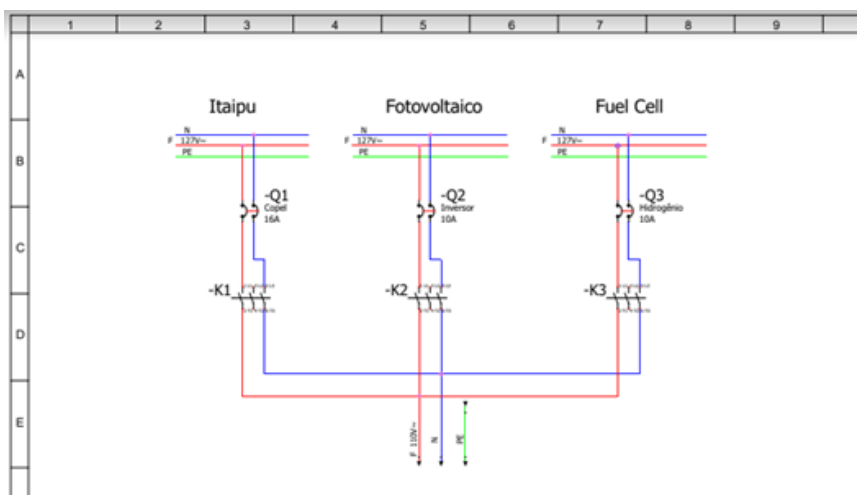 1 2 3 4 5 6 7 8 9
A
Itaipu Fotovoltaico Fuel Cell
N N N
B
F 127V~ F 127V~ F 127V~
PE PE PE
-Q1 -Q2 -Q3
Copel Inversor Hidrogênio
16A 10A 10A
C
-K1 -K2 -K3
D
E
F 110V~ N PE